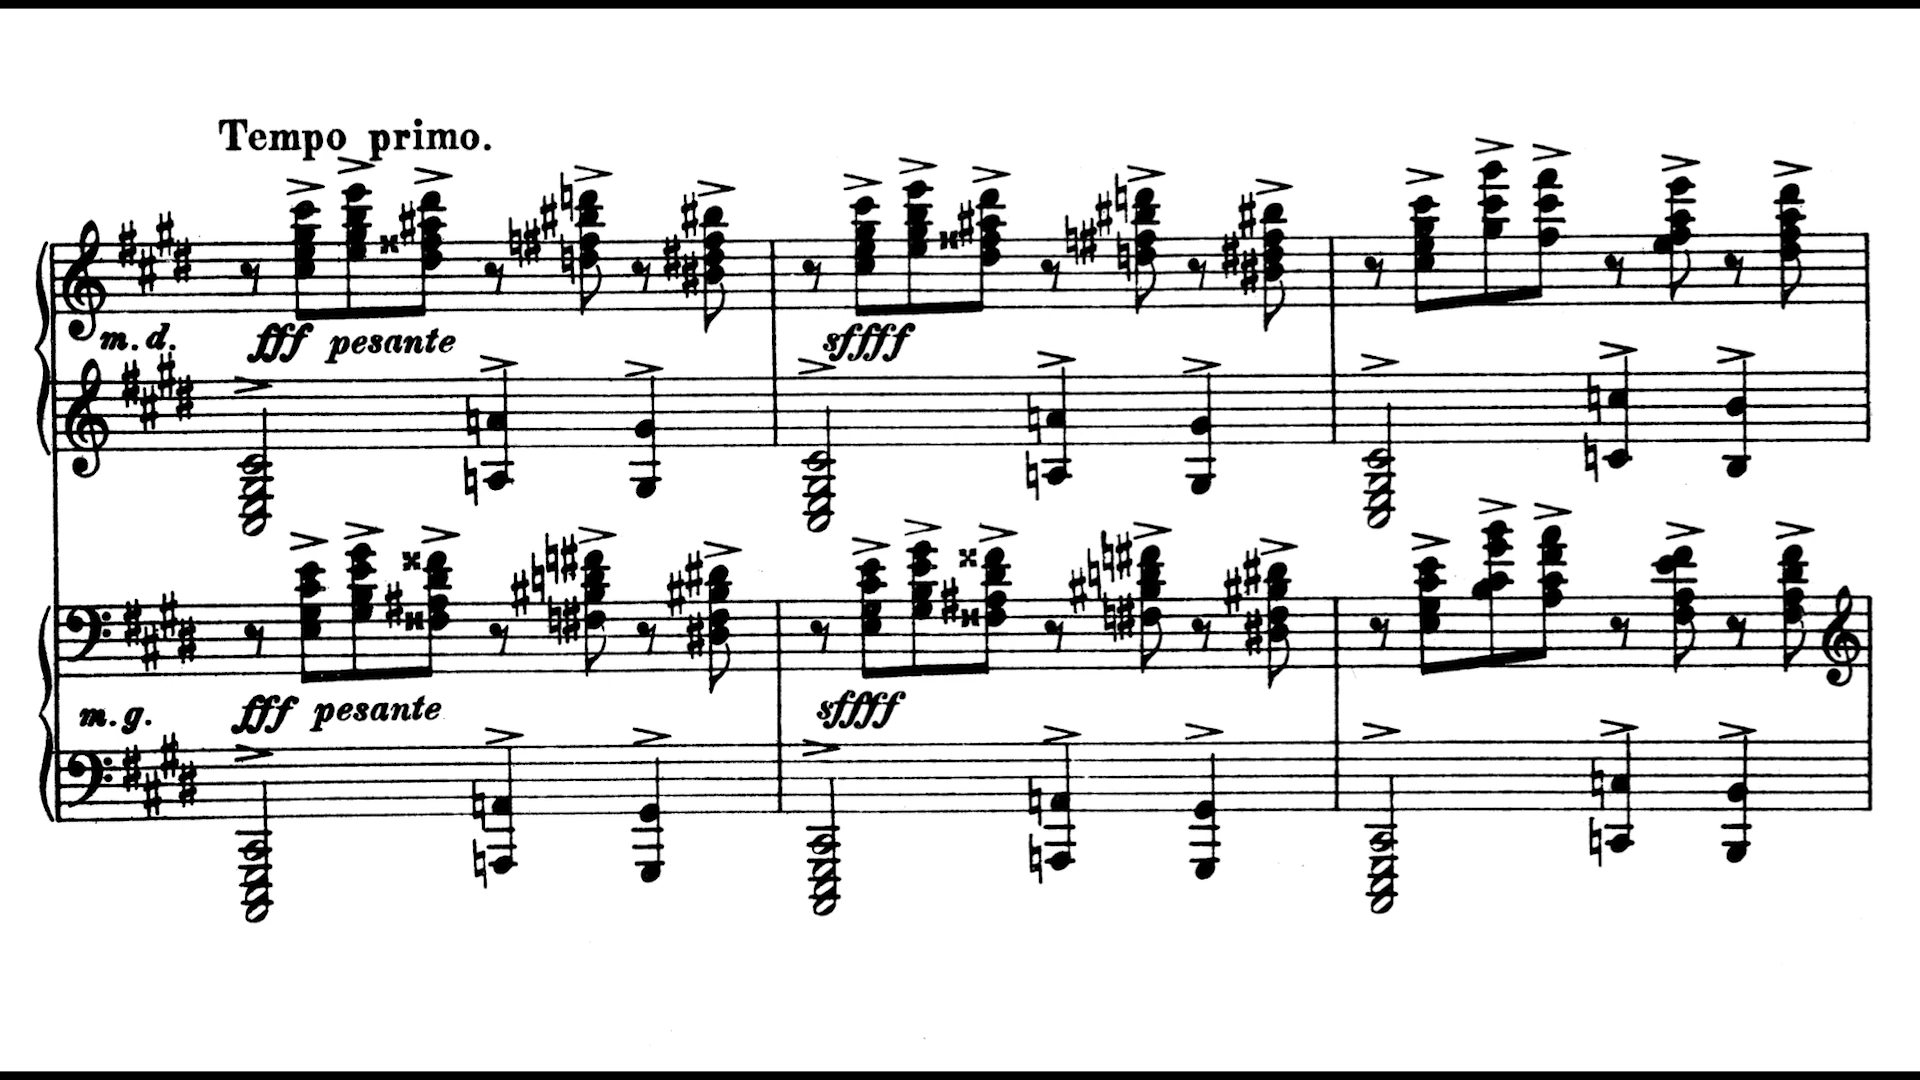 Tempo primo.
m. d. fff pesante sffff
m. g. fff pesante sffff